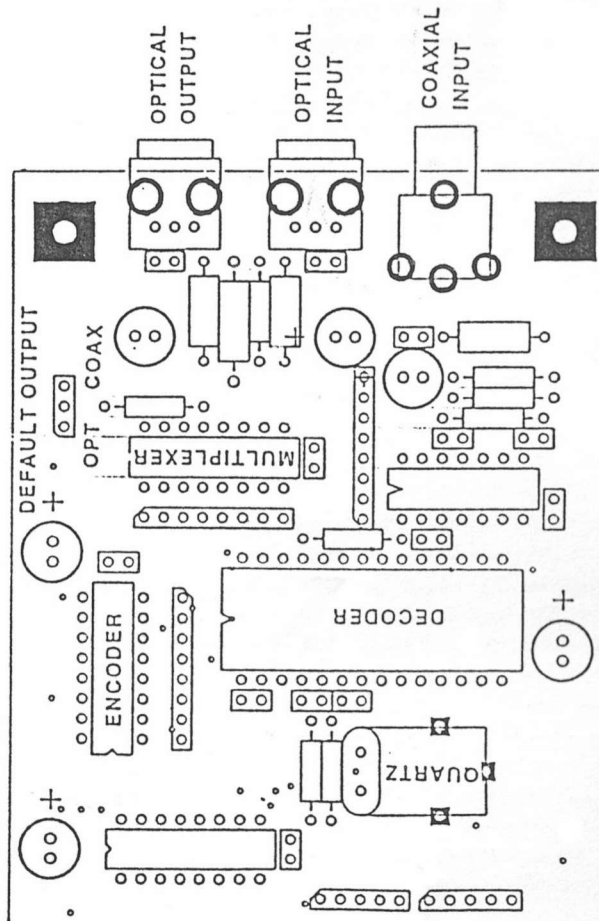 OPTICAL
OUTPUT
OPTICAL
INPUT
COAXIAL
INPUT
DEFAULT OUTPUT
OPT COAX
MULTIPLEXER
ENCODER
DECODER
QUARTZ